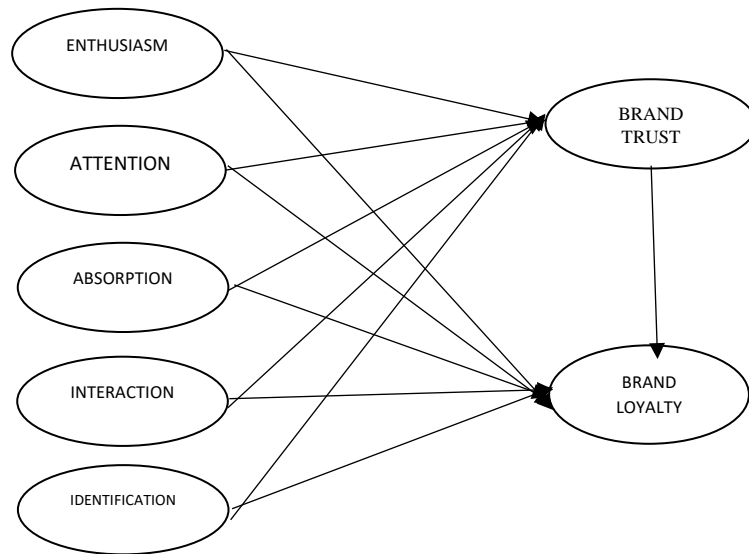 ENTHUSIASM
ATTENTION
ABSORPTION
INTERACTION
IDENTIFICATION
BRAND
TRUST
BRAND
LOYALTY